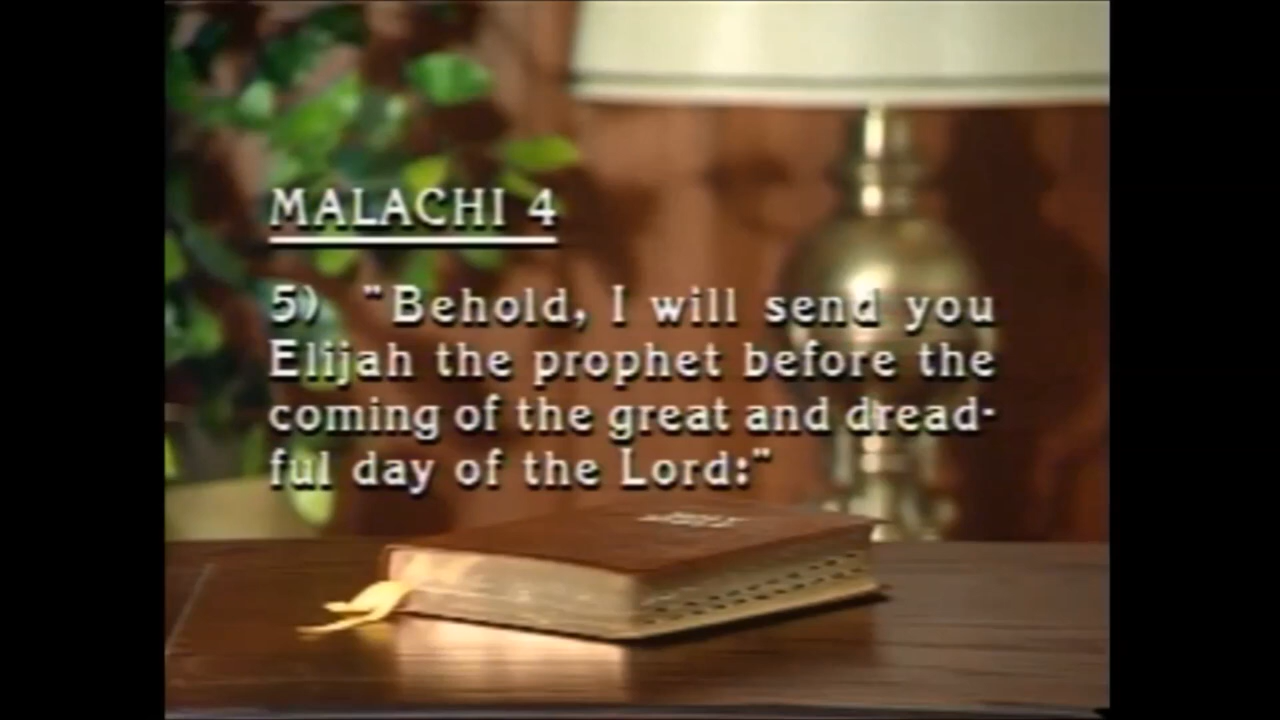 MALACHI 4
5) "Behold, I will send you
Elijah the prophet before the
coming of the great and dread-
ful day of the Lord:"